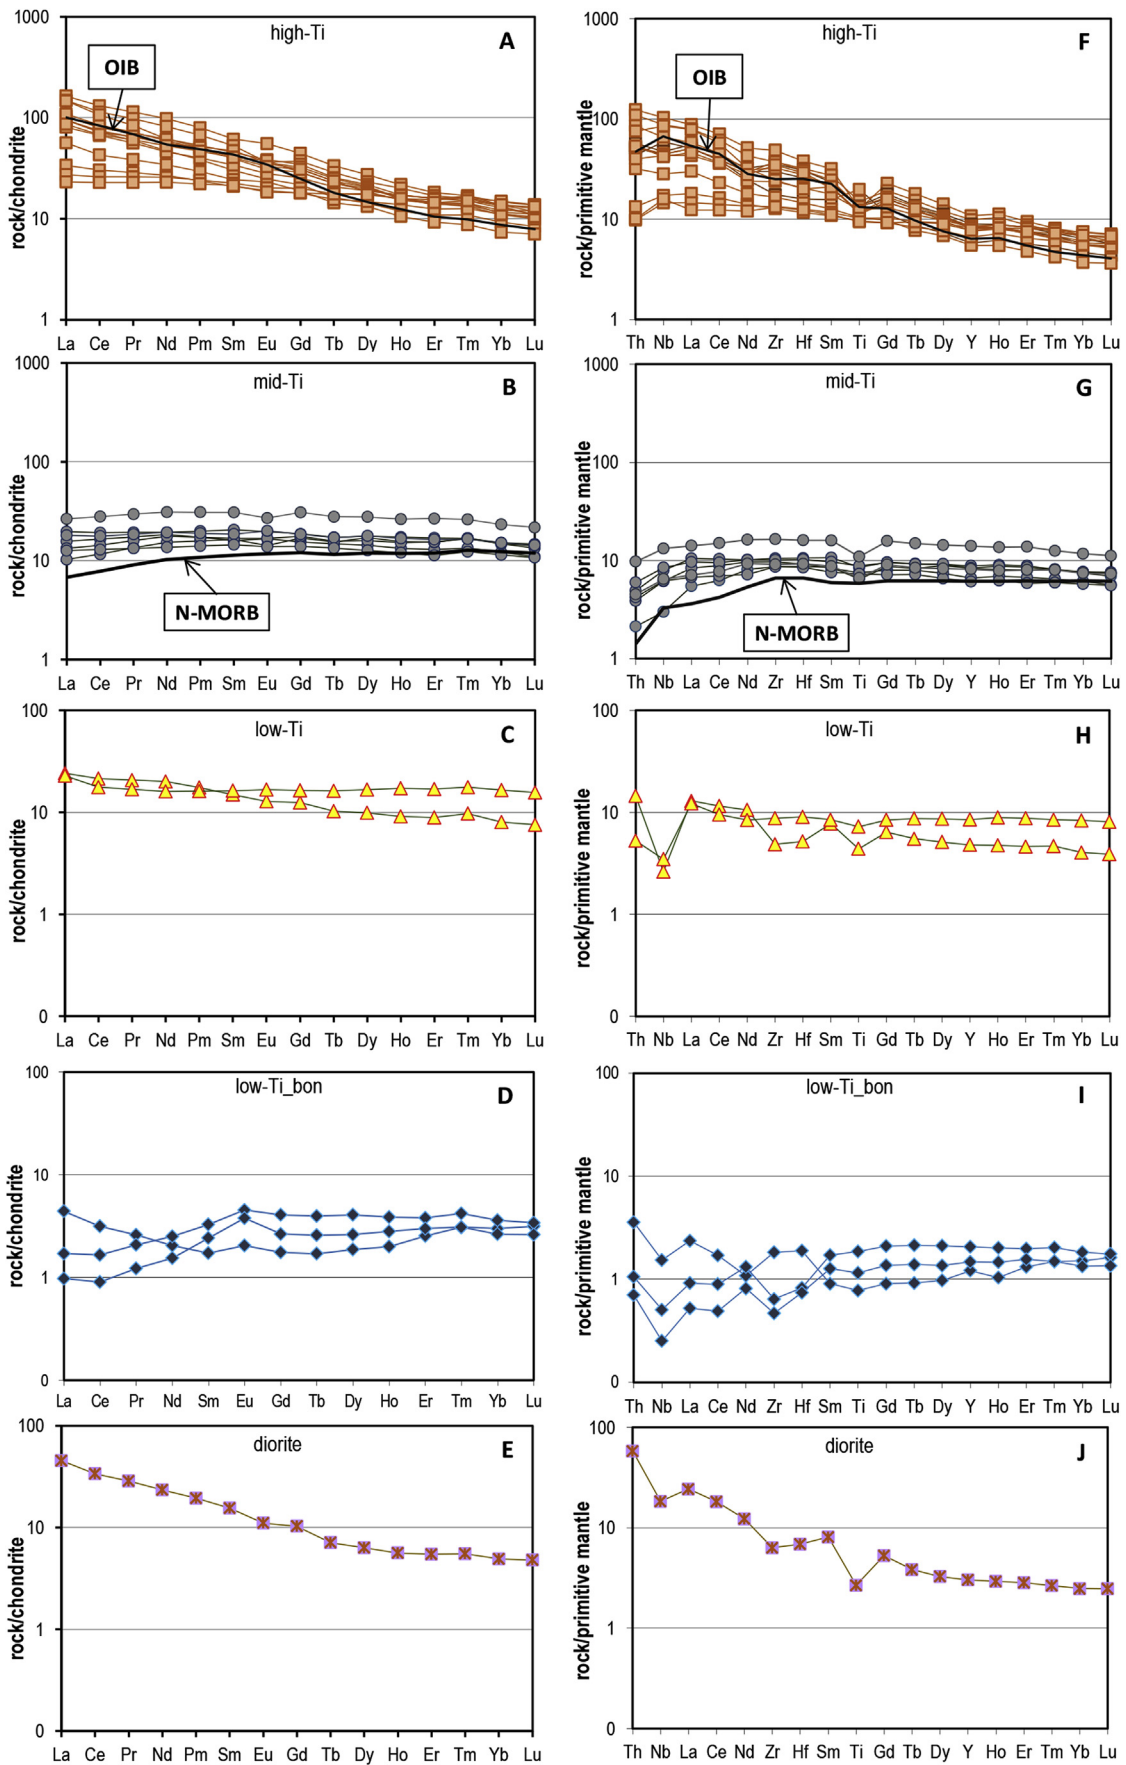 high-Ti
A
OIB
rock/chondrite
1000
100
10
1
La Ce Pr Nd Pm Sm Eu Gd Tb Dy Ho Er Tm Yb Lu
high-Ti
F
OIB
rock/primitive mantle
1000
100
10
1
Th Nb La Ce Nd Zr Hf Sm Ti Gd Tb Dy Y Ho Er Tm Yb Lu
mid-Ti
B
N-MORB
rock/chondrite
1000
100
10
1
La Ce Pr Nd Pm Sm Eu Gd Tb Dy Ho Er Tm Yb Lu
mid-Ti
G
N-MORB
rock/primitive mantle
1000
100
10
1
Th Nb La Ce Nd Zr Hf Sm Ti Gd Tb Dy Y Ho Er Tm Yb Lu
low-Ti
C
rock/chondrite
100
10
1
0
La Ce Pr Nd Pm Sm Eu Gd Tb Dy Ho Er Tm Yb Lu
low-Ti
H
rock/primitive mantle
100
10
1
0
Th Nb La Ce Nd Zr Hf Sm Ti Gd Tb Dy Y Ho Er Tm Yb Lu
low-Ti_bon
D
rock/chondrite
100
10
1
0
La Ce Pr Nd Sm Eu Gd Tb Dy Ho Er Tm Yb Lu
low-Ti_bon
I
rock/primitive mantle
100
10
1
0
Th Nb La Ce Nd Zr Hf Sm Ti Gd Tb Dy Y Ho Er Tm Yb Lu
diorite
E
rock/chondrite
100
10
1
0
La Ce Pr Nd Pm Sm Eu Gd Tb Dy Ho Er Tm Yb Lu
diorite
J
rock/primitive mantle
100
10
1
0
Th Nb La Ce Nd Zr Hf Sm Ti Gd Tb Dy Y Ho Er Tm Yb Lu